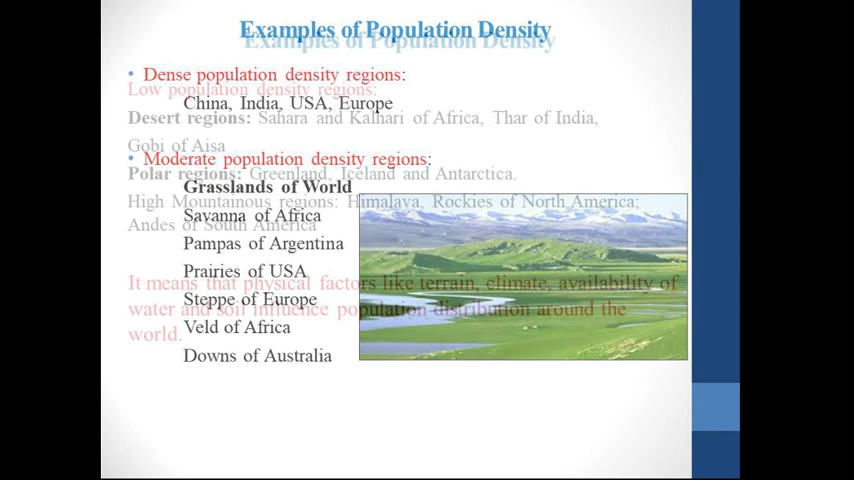 Examples of Population Density
Examples of Population Density
• Dense population density regions:
China, India, USA, Europe
• Moderate population density regions:
Grasslands of World
Savanna of Africa
Pampas of Argentina
Prairies of USA
Steppe of Europe
Veld of Africa
Downs of Australia
Low population density regions:
Desert regions: Sahara and Kalhari of Africa, Thar of India,
Gobi of Aisa
Polar regions: Greenland, Iceland and Antarctica.
High Mountainous regions: Himalaya, Rockies of North America;
Andes of South America
It means that physical factors like terrain, climate, availability of
water and soil influence population distribution around the
world.